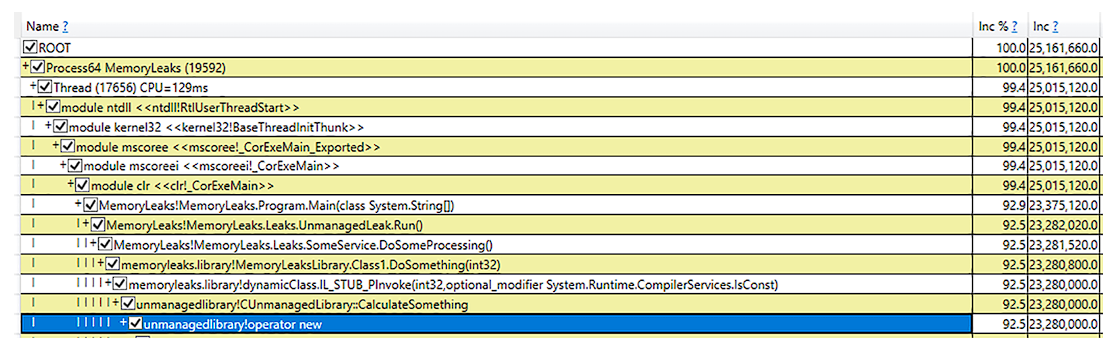 Name ? Inc % ? Inc ?
ROOT 100.0 25,161,660.0
+ Process64 MemoryLeaks (19592) 100.0 25,161,660.0
+ Thread (17656) CPU=129ms 99.4 25,015,120.0
|+ module ntdll <<ntdll!RtlUserThreadStart>> 99.4 25,015,120.0
| + module kernel32 <<kernel32!BaseThreadInitThunk>> 99.4 25,015,120.0
| + module mscoree <<mscoree!_CorExeMain_Exported>> 99.4 25,015,120.0
| + module mscoreei <<mscoreei!_CorExeMain>> 99.4 25,015,120.0
| + module clr <<clr!_CorExeMain>> 99.4 25,015,120.0
| + MemoryLeaks!MemoryLeaks.Program.Main(class System.String[]) 92.9 23,375,120.0
| |+ MemoryLeaks!MemoryLeaks.Leaks.UnmanagedLeak.Run() 92.5 23,282,020.0
| ||+ MemoryLeaks!MemoryLeaks.Leaks.SomeService.DoSomeProcessing() 92.5 23,281,520.0
| |||+ memoryleaks.library!MemoryLeaksLibrary.Class1.DoSomething(int32) 92.5 23,280,800.0
| ||||+ memoryleaks.library!dynamicClass.IL_STUB_PInvoke(int32,optional_modifier System.Runtime.CompilerServices.IsConst) 92.5 23,280,000.0
| |||||+ unmanagedlibrary!CUnmanagedLibrary::CalculateSomething 92.5 23,280,000.0
| ||||| + unmanagedlibrary!operator new 92.5 23,280,000.0